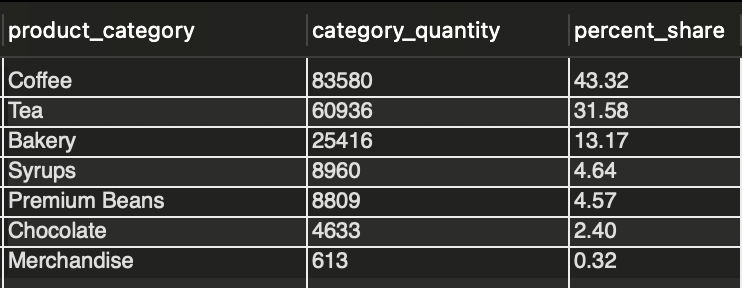 product_category category_quantity percent_share
Coffee 83580 43.32
Tea 60936 31.58
Bakery 25416 13.17
Syrups 8960 4.64
Premium Beans 8809 4.57
Chocolate 4633 2.40
Merchandise 613 0.32